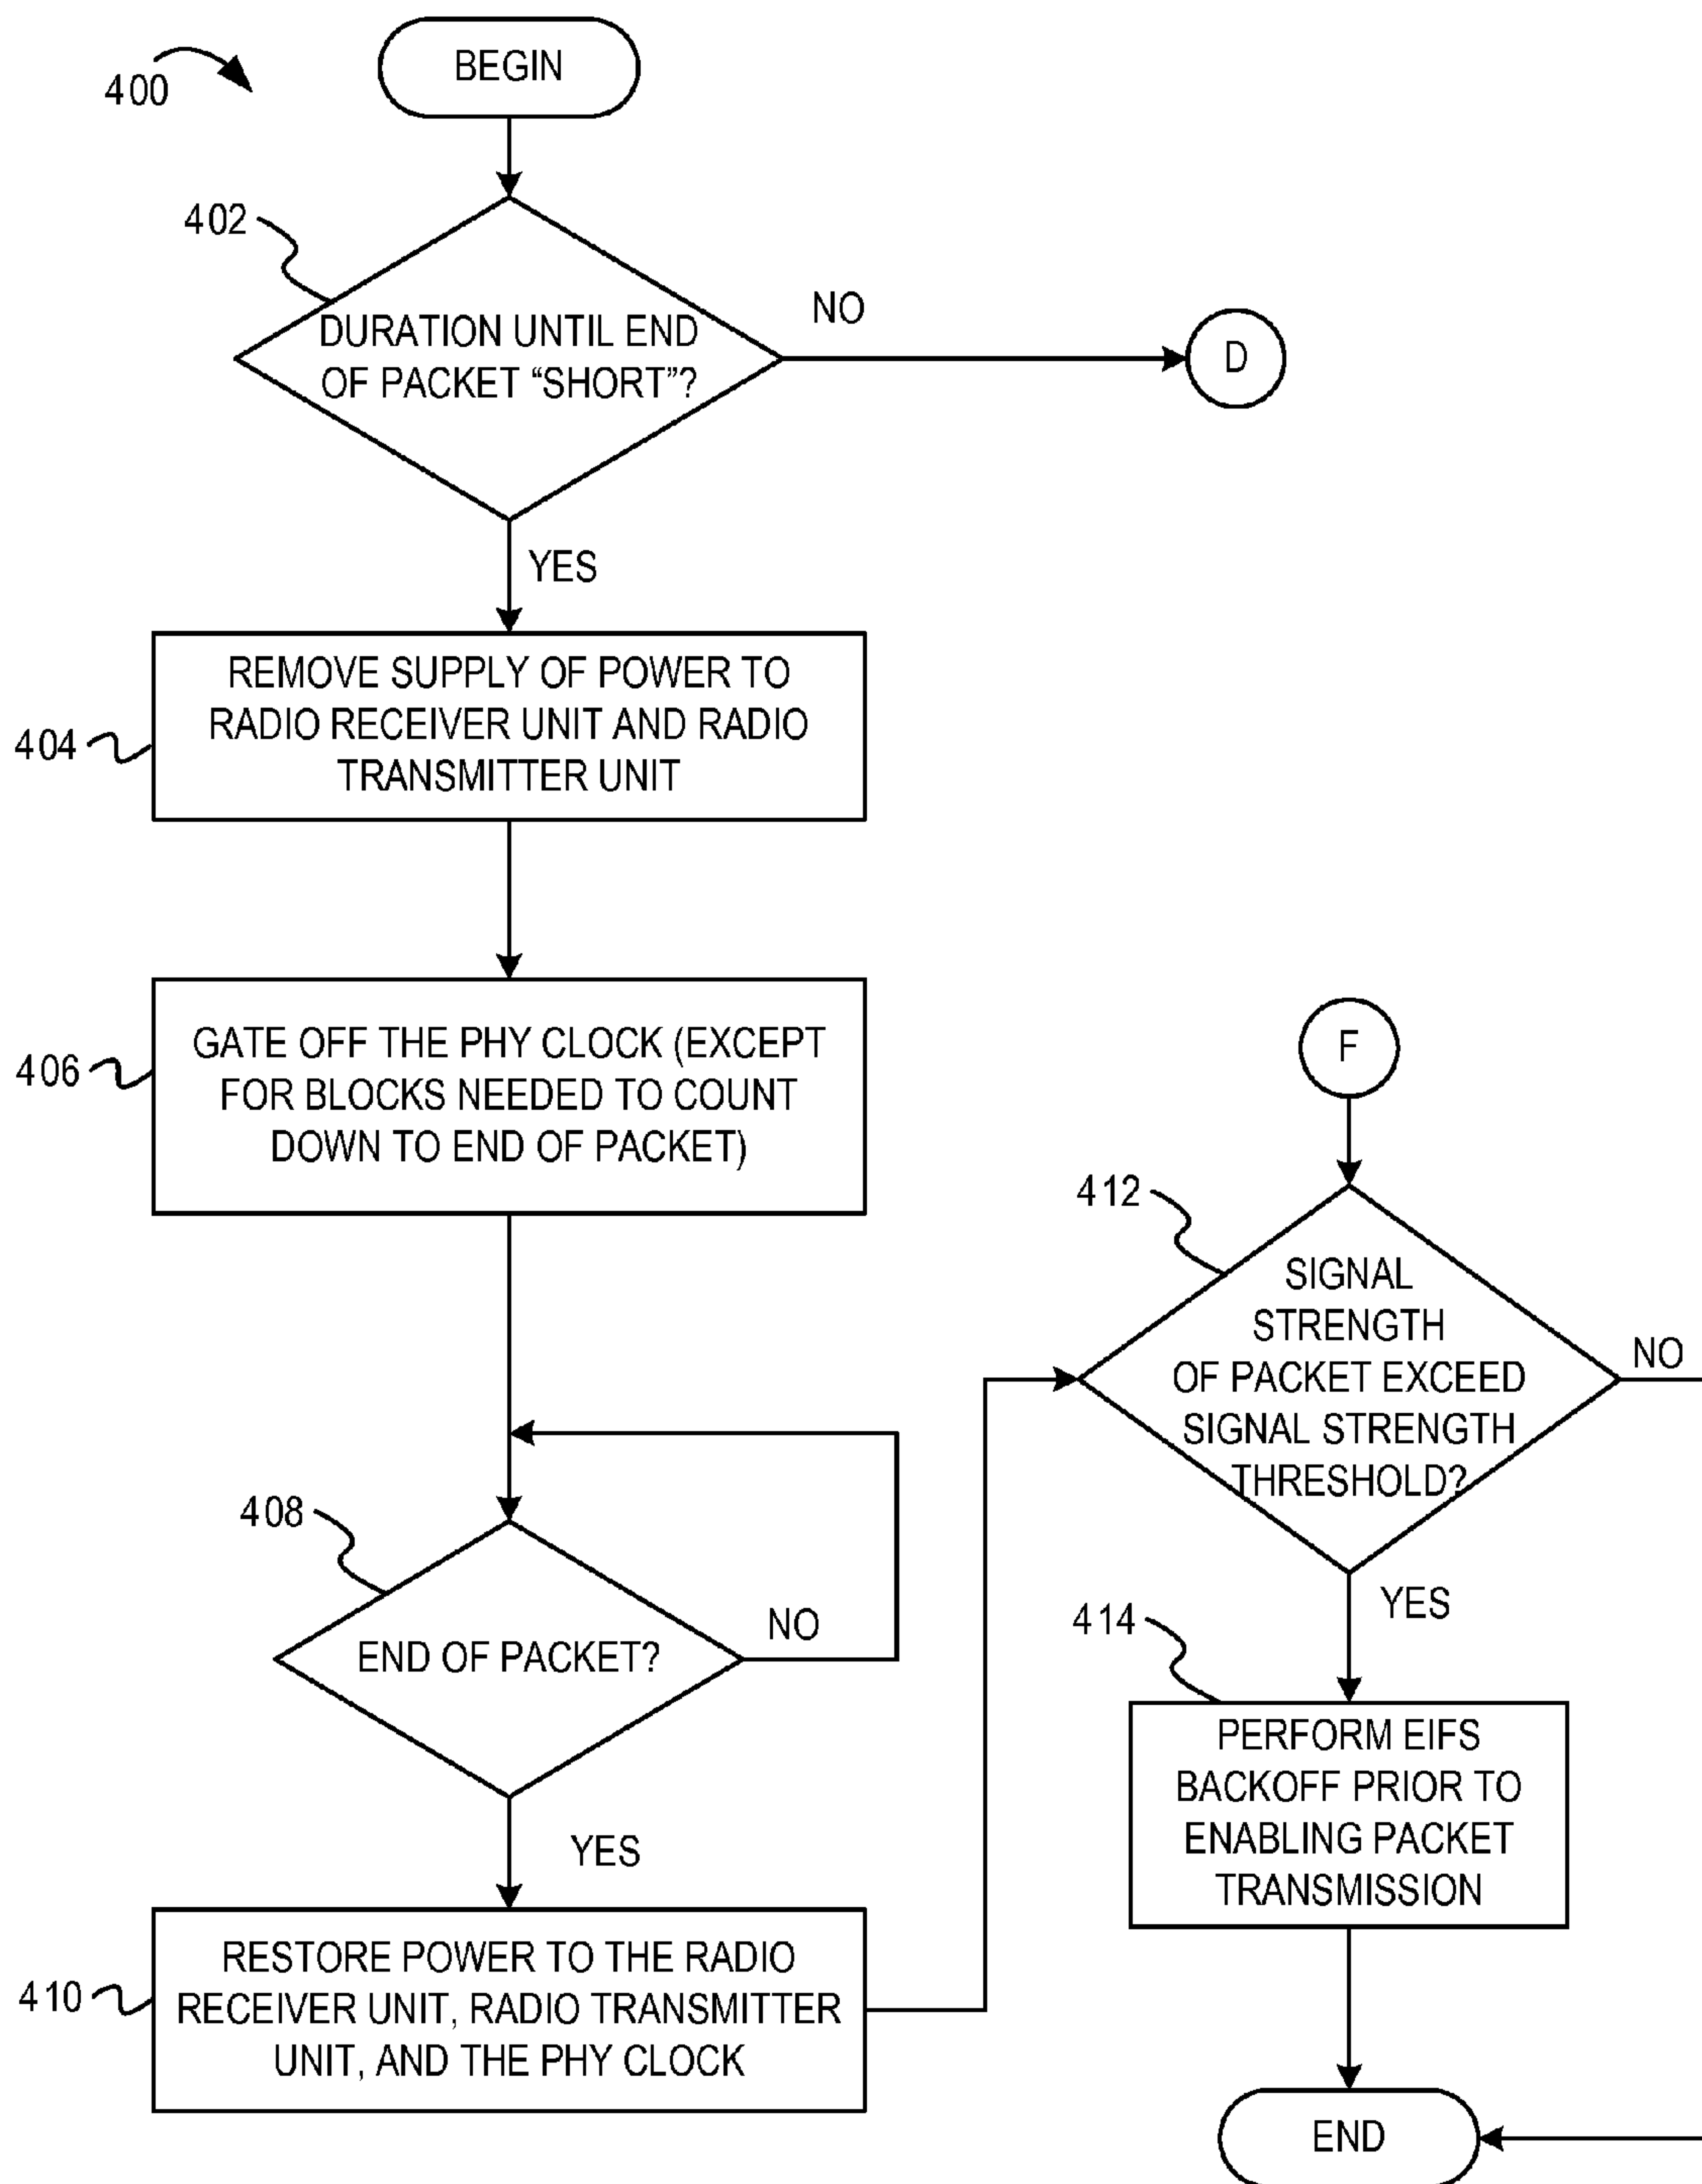 400
BEGIN
402
DURATION UNTIL END
OF PACKET “SHORT”?
NO
D
YES
404
REMOVE SUPPLY OF POWER TO
RADIO RECEIVER UNIT AND RADIO
TRANSMITTER UNIT
406
GATE OFF THE PHY CLOCK (EXCEPT
FOR BLOCKS NEEDED TO COUNT
DOWN TO END OF PACKET)
408
END OF PACKET?
NO
YES
410
RESTORE POWER TO THE RADIO
RECEIVER UNIT, RADIO TRANSMITTER
UNIT, AND THE PHY CLOCK
F
412
SIGNAL
STRENGTH
OF PACKET EXCEED
SIGNAL STRENGTH
THRESHOLD?
NO
YES
414
PERFORM EIFS
BACKOFF PRIOR TO
ENABLING PACKET
TRANSMISSION
END